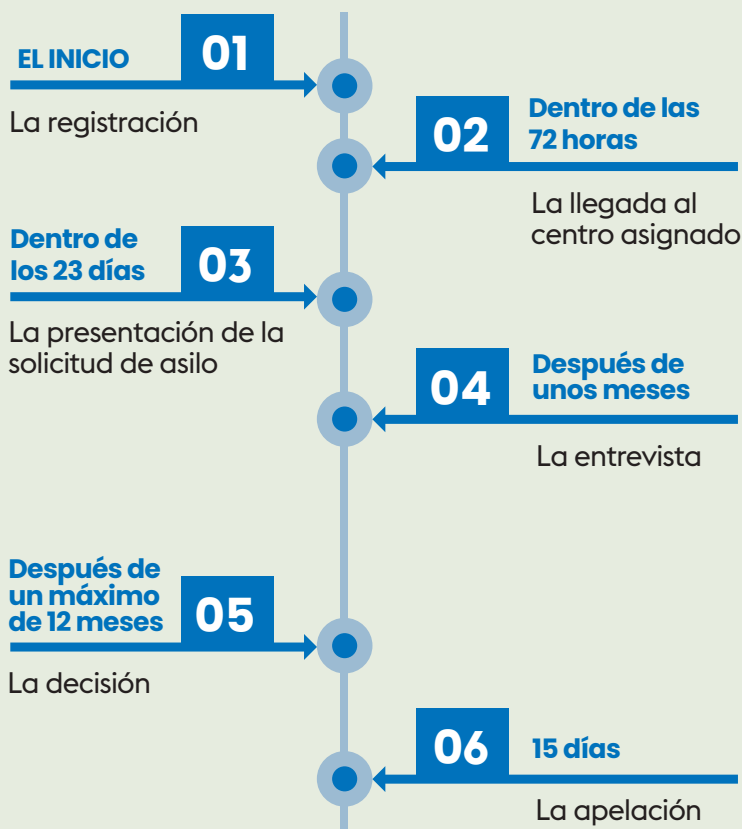 EL INICIO
01
La registración
02
Dentro de las
72 horas
La llegada al
centro asignado
Dentro de
los 23 días
03
La presentación de la
solicitud de asilo
04
Después de
unos meses
La entrevista
Después de
un máximo
de 12 meses
05
La decisión
06
15 días
La apelación